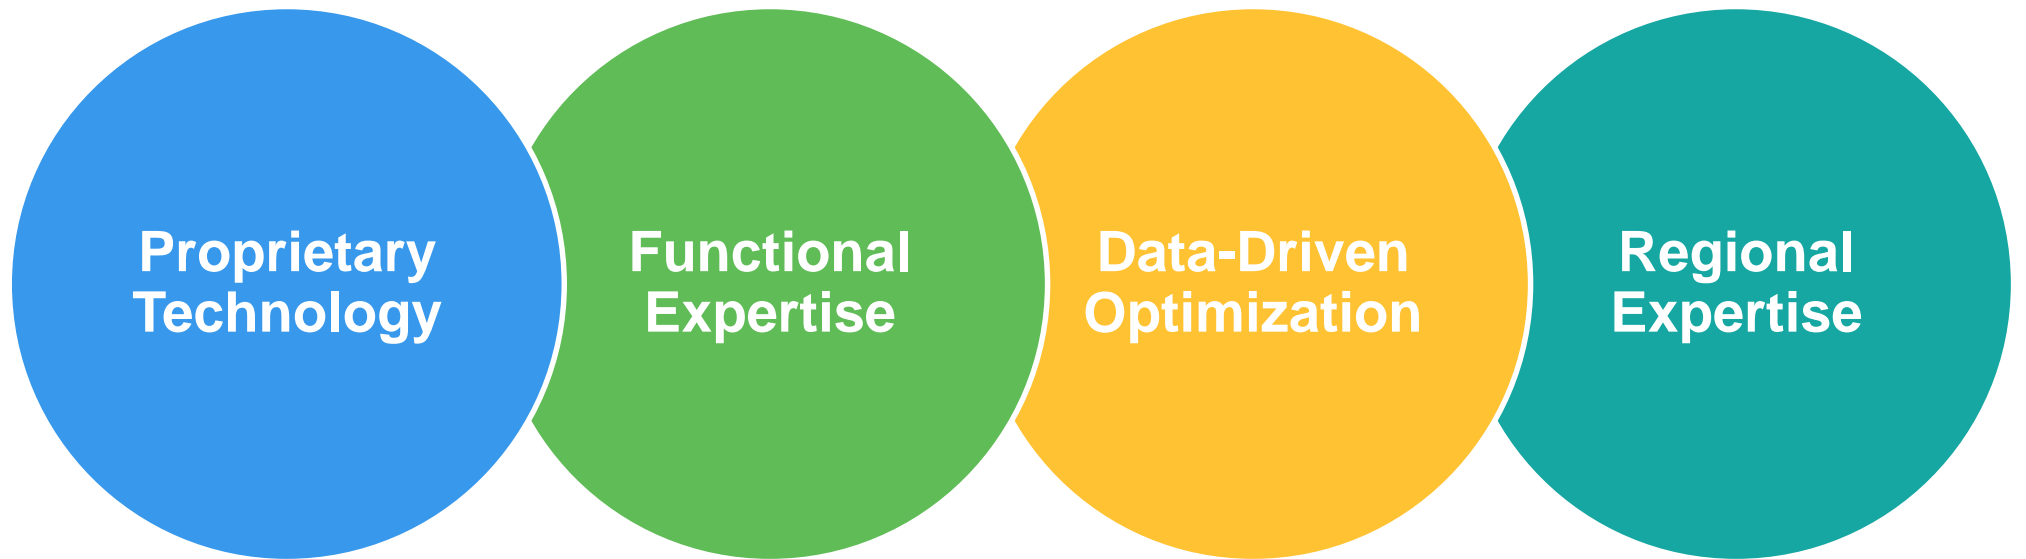 Proprietary
Technology
Functional
Expertise
Data-Driven
Optimization
Regional
Expertise